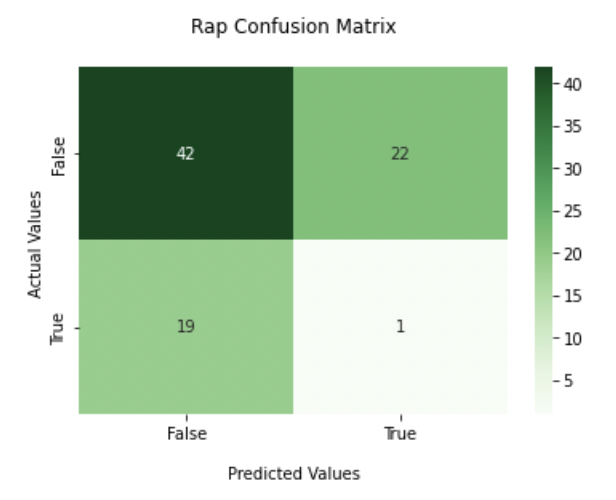 Rap Confusion Matrix
False
42
22
True
19
1
Actual Values
False
True
Predicted Values
40
35
30
25
20
15
10
5